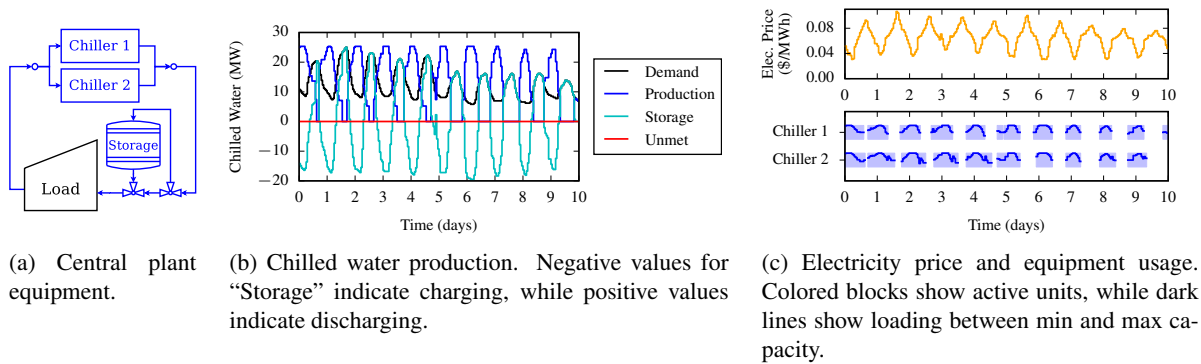 Chiller 1
Chiller 2
Storage
Load
(a) Central plant
equipment.
Chilled Water (MW)
30
20
10
0
−10
−20
0 1 2 3 4 5 6 7 8 9 10
Time (days)
Demand
Production
Storage
Unmet
(b) Chilled water production. Negative values for
“Storage” indicate charging, while positive values
indicate discharging.
Elec. Price
($/MWh)
0.08
0.04
0.00
0 1 2 3 4 5 6 7 8 9 10
Chiller 1
Chiller 2
0 1 2 3 4 5 6 7 8 9 10
Time (days)
(c) Electricity price and equipment usage.
Colored blocks show active units, while dark
lines show loading between min and max ca-
pacity.